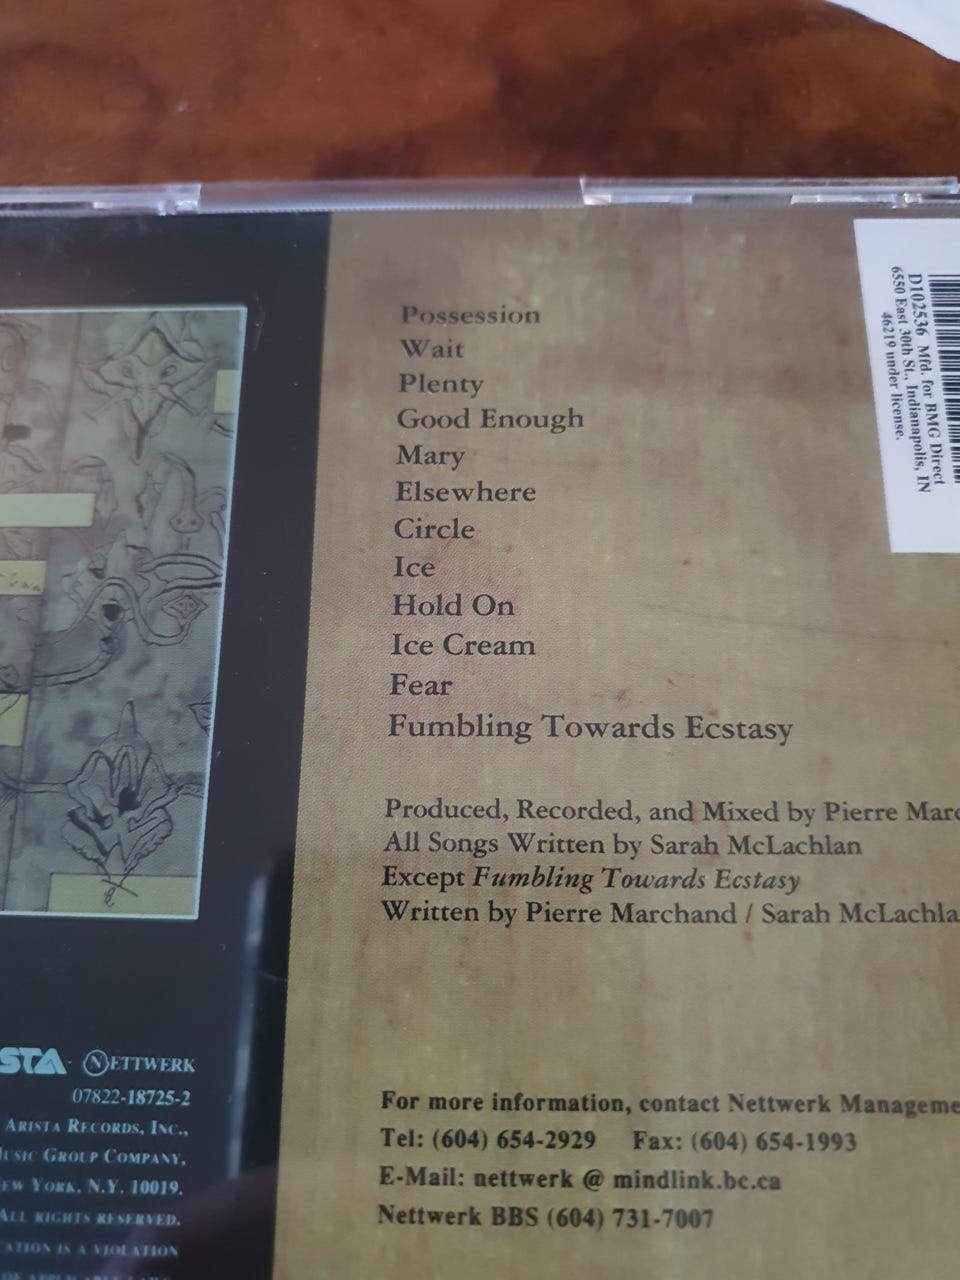 Possession
Wait
Plenty
Good Enough
Mary
Elsewhere
Circle
Ice
Hold On
Ice Cream
Fear
Fumbling Towards Ecstasy
Produced, Recorded, and Mixed by Pierre Marc
All Songs Written by Sarah McLachlan
Except Fumbling Towards Ecstasy
Written by Pierre Marchand / Sarah McLachla
For more information, contact Nettwerk Manageme
Tel: (604) 654-2929 Fax: (604) 654-1993
E-Mail: nettwerk @ mindlink.bc.ca
Nettwerk BBS (604) 731-7007
D102536 Mfd. for BMG Direct
6550 East 30th St., Indianapolis, IN
46219 under license.
STA NETTWERK
07822-18725-2
ARISTA RECORDS, INC.,
USIC GROUP COMPANY,
EW YORK, N.Y. 10019.
ALL RIGHTS RESERVED.
ATION IS A VIOLATION
OF APPLICABLE LAWS